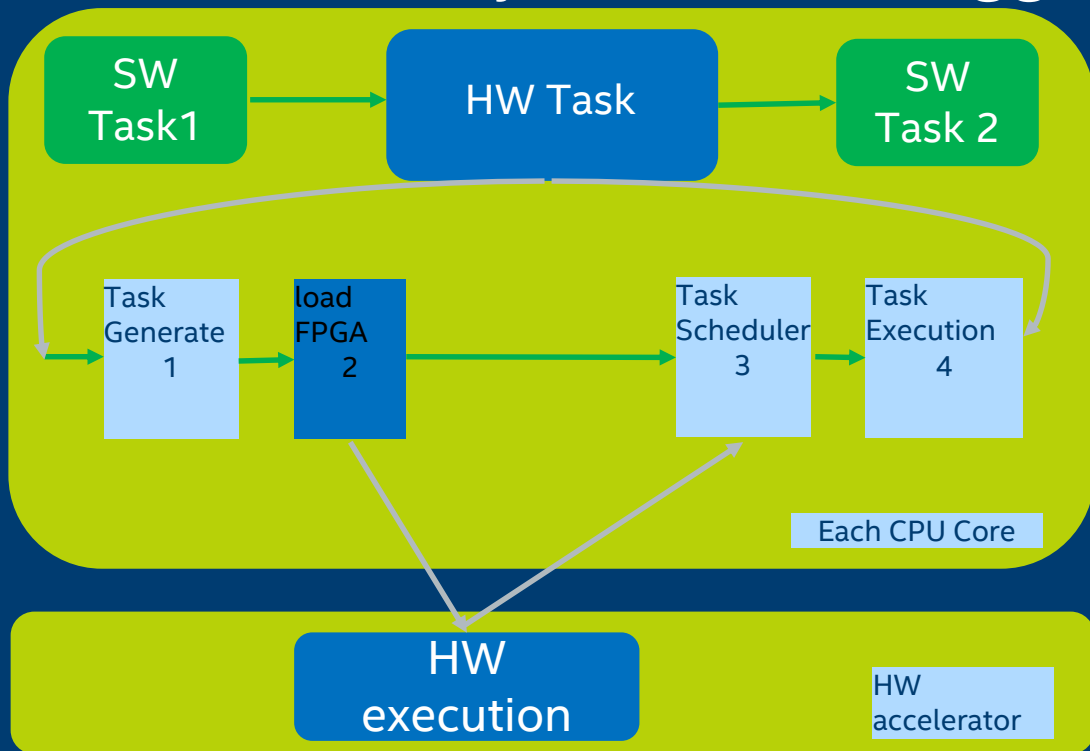 SW
Task1
HW Task
SW
Task 2
Task
Generate
1
load
FPGA
2
Task
Scheduler
3
Task
Execution
4
Each CPU Core
HW
execution
HW
accelerator